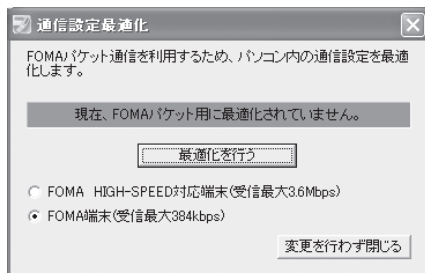 通信設定最適化
FOMAパケット通信を利用するため、パソコン内の通信設定を最適
化します。
現在、FOMAパケット用に最適化されていません。
最適化を行う
FOMA HIGH-SPEED対応端末(受信最大3.6Mbps)
FOMA端末(受信最大384kbps)
変更を行わず閉じる